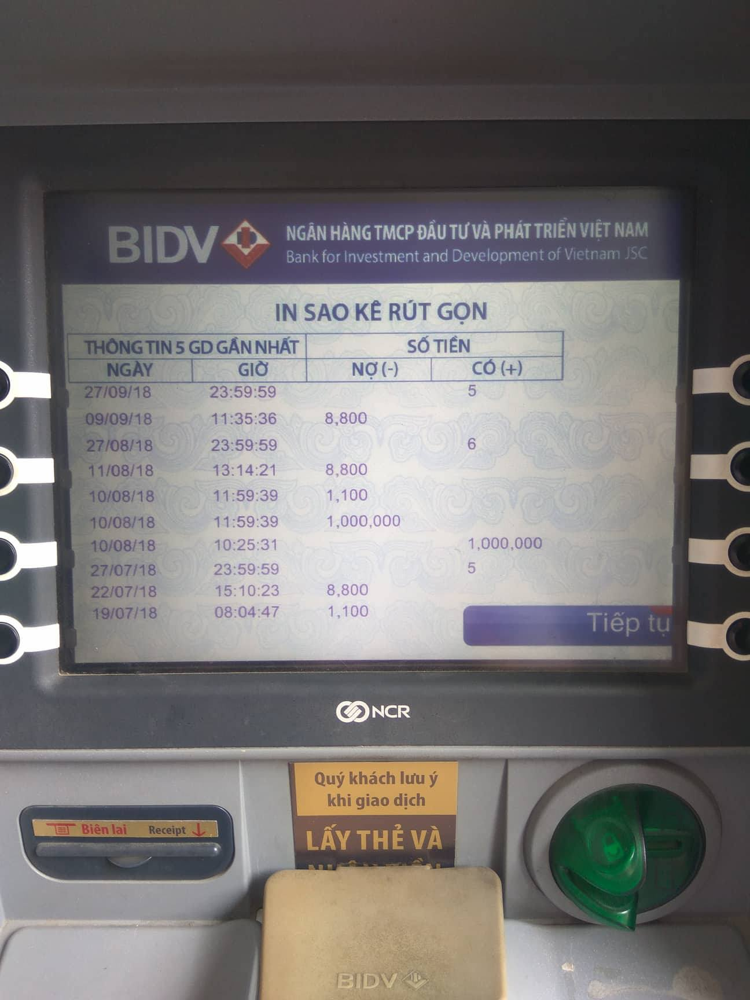 BIDV
NGÂN HÀNG TMCP ĐẦU TƯ VÀ PHÁT TRIỂN VIỆT NAM
Bank for Investment and Development of Vietnam JSC
IN SAO KÊ RÚT GỌN
THÔNG TIN 5 GD GẦN NHẤT SỐ TIỀN
NGÀY GIỜ NỢ (-) CÓ (+)
27/09/18 23:59:59 5
09/09/18 11:35:36 8,800
27/08/18 23:59:59 6
11/08/18 13:14:21 8,800
10/08/18 11:59:39 1,100
10/08/18 11:59:39 1,000,000
10/08/18 10:25:31 1,000,000
27/07/18 23:59:59 5
22/07/18 15:10:23 8,800
19/07/18 08:04:47 1,100
Tiếp tụ
NCR
Quý khách lưu ý
khi giao dịch
LẤY THẺ VÀ
Biên lai Receipt
BIDV